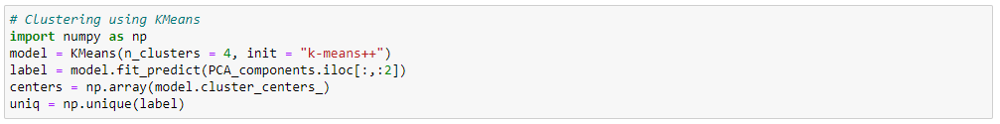 # Clustering using KMeans
import numpy as np
model = KMeans(n_clusters = 4, init = "k-means++")
label = model.fit_predict(PCA_components.iloc[:,:2])
centers = np.array(model.cluster_centers_)
uniq = np.unique(label)